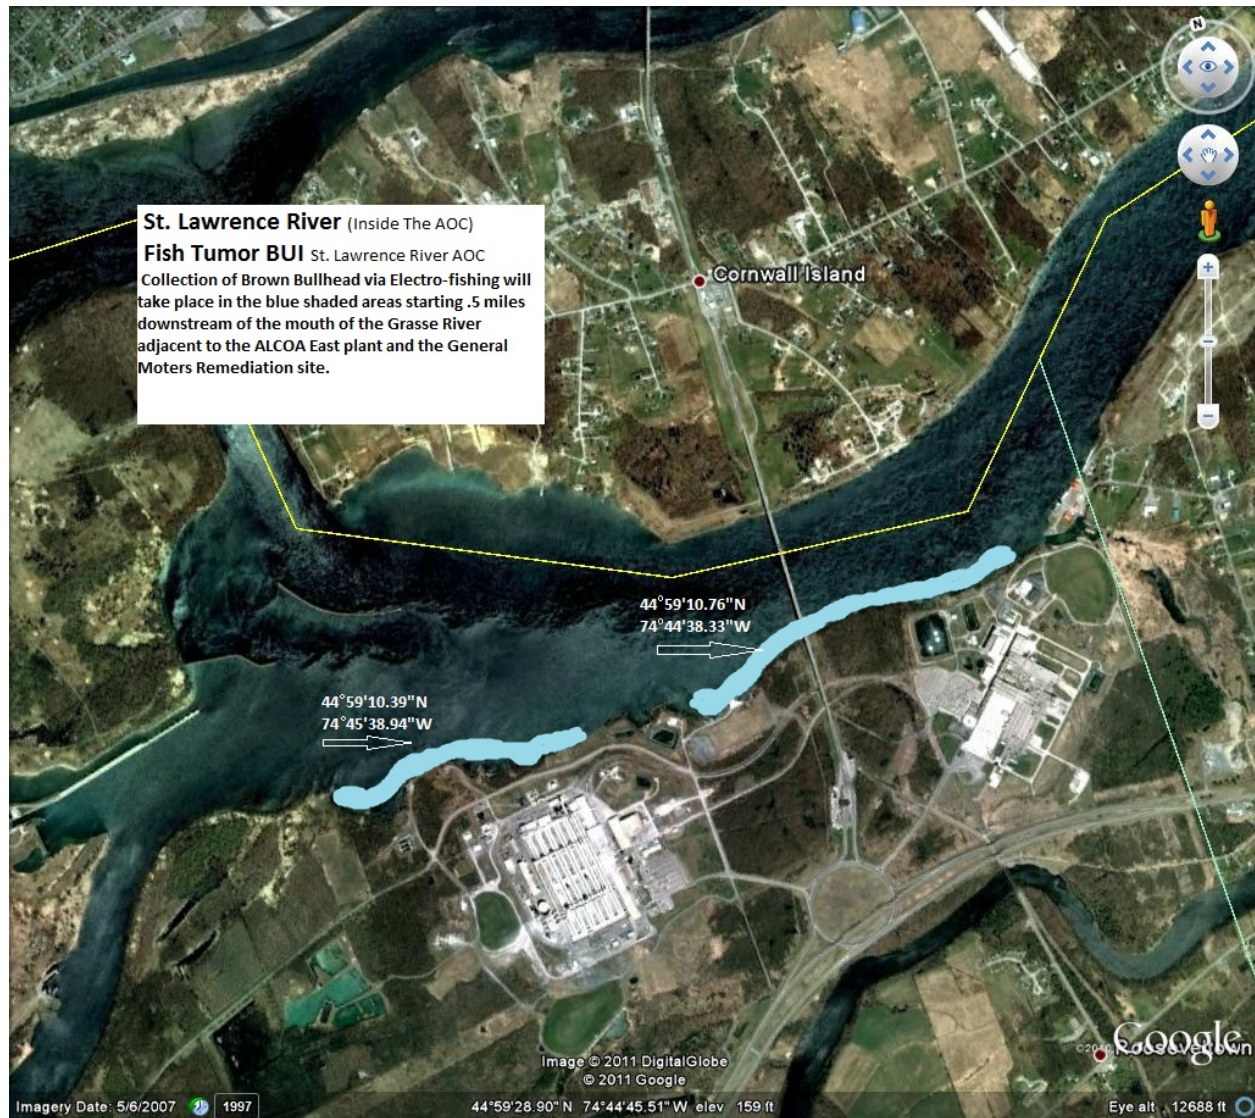 N
St. Lawrence River (Inside The AOC)
Fish Tumor BUI St. Lawrence River AOC
Collection of Brown Bullhead via Electro-fishing will
take place in the blue shaded areas starting .5 miles
downstream of the mouth of the Grasse River
adjacent to the ALCOA East plant and the General
Moters Remediation site.
Cornwall Island
44°59'10.76"N
74°44'38.33"W
44°59'10.39"N
74°45'38.94"W
Google
Roosevertown
Image © 2011 DigitalGlobe
© 2011 Google
Imagery Date: 5/6/2007 1997 44°59'28.90" N 74°44'45.51" W elev 159 ft Eye alt 12688 ft